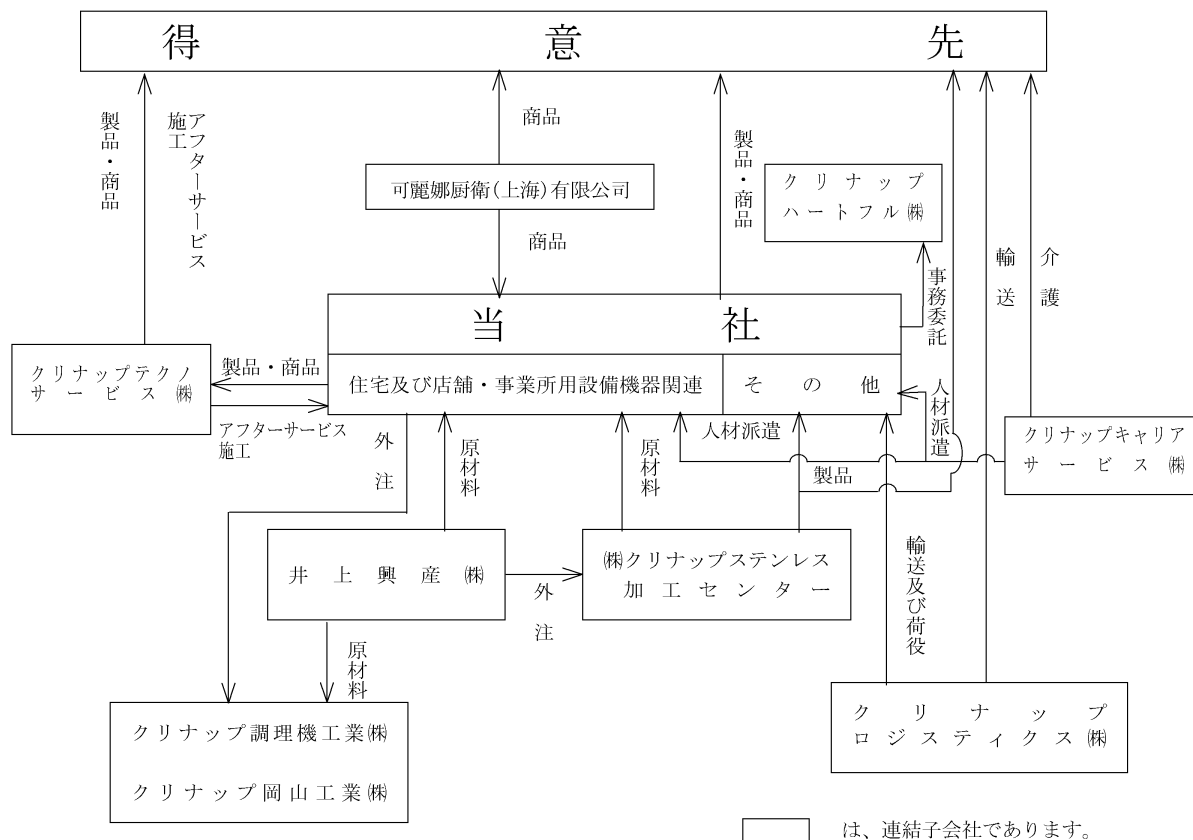 得意先
製品・商品
アフターサービス
施工
商品
製品・商品
可麗娜厨衛(上海)有限公司
クリナップ
ハートフル㈱
商品
輸送
介護
事務委託
当社
クリナップテクノ
サービス㈱
製品・商品
住宅及び店舗・事業所用設備機器関連
その他
アフターサービス
施工
外注
原材料
原材料
人材派遣
人材派遣
クリナップキャリア
サービス㈱
製品
井上興産㈱
外注
㈱クリナップステンレス
加工センター
輸送及び荷役
原材料
クリナップ調理機工業㈱
クリナップ岡山工業㈱
クリナップ
ロジスティクス㈱
は、連結子会社であります。